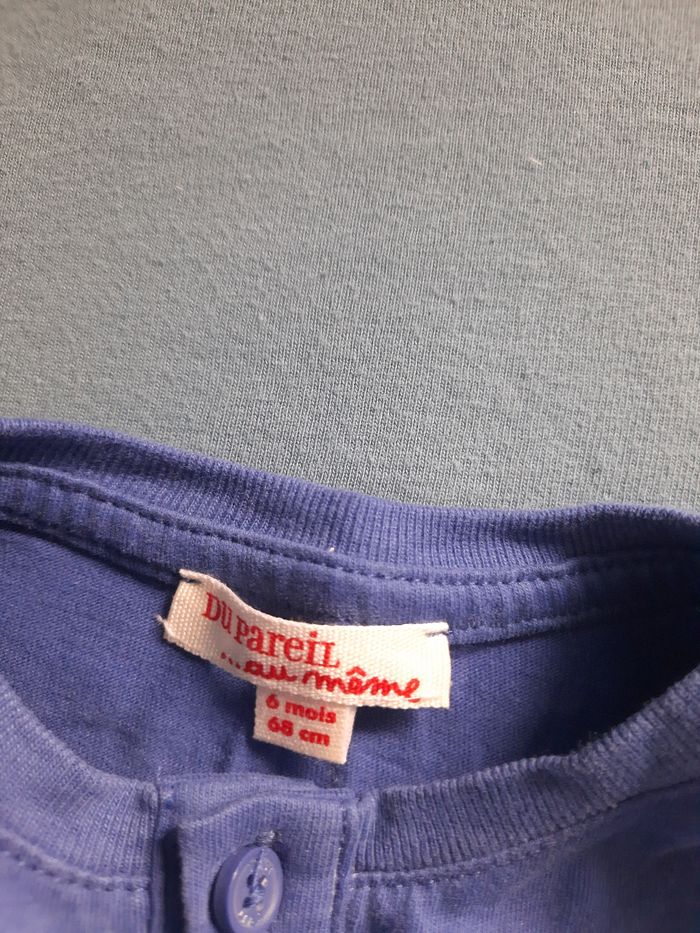 DU PAREIL
...au même
6 mois
68 cm